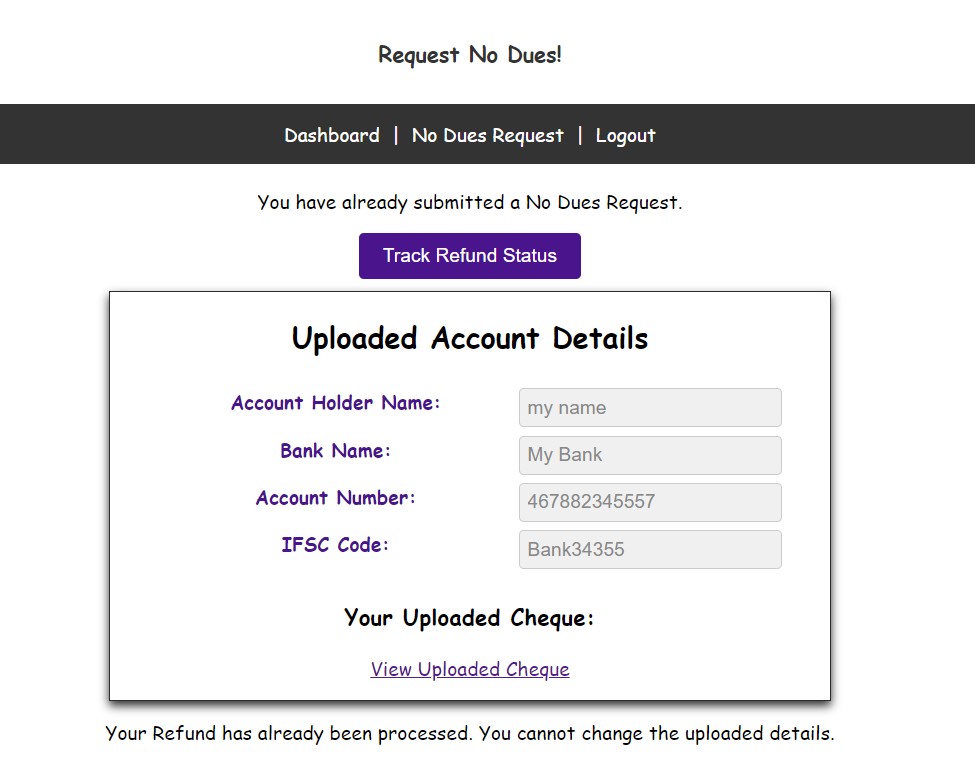 Request No Dues!
Dashboard | No Dues Request | Logout
You have already submitted a No Dues Request.
Track Refund Status
Uploaded Account Details
Account Holder Name: my name
Bank Name: My Bank
Account Number: 467882345557
IFSC Code: Bank34355
Your Uploaded Cheque:
View Uploaded Cheque
Your Refund has already been processed. You cannot change the uploaded details.